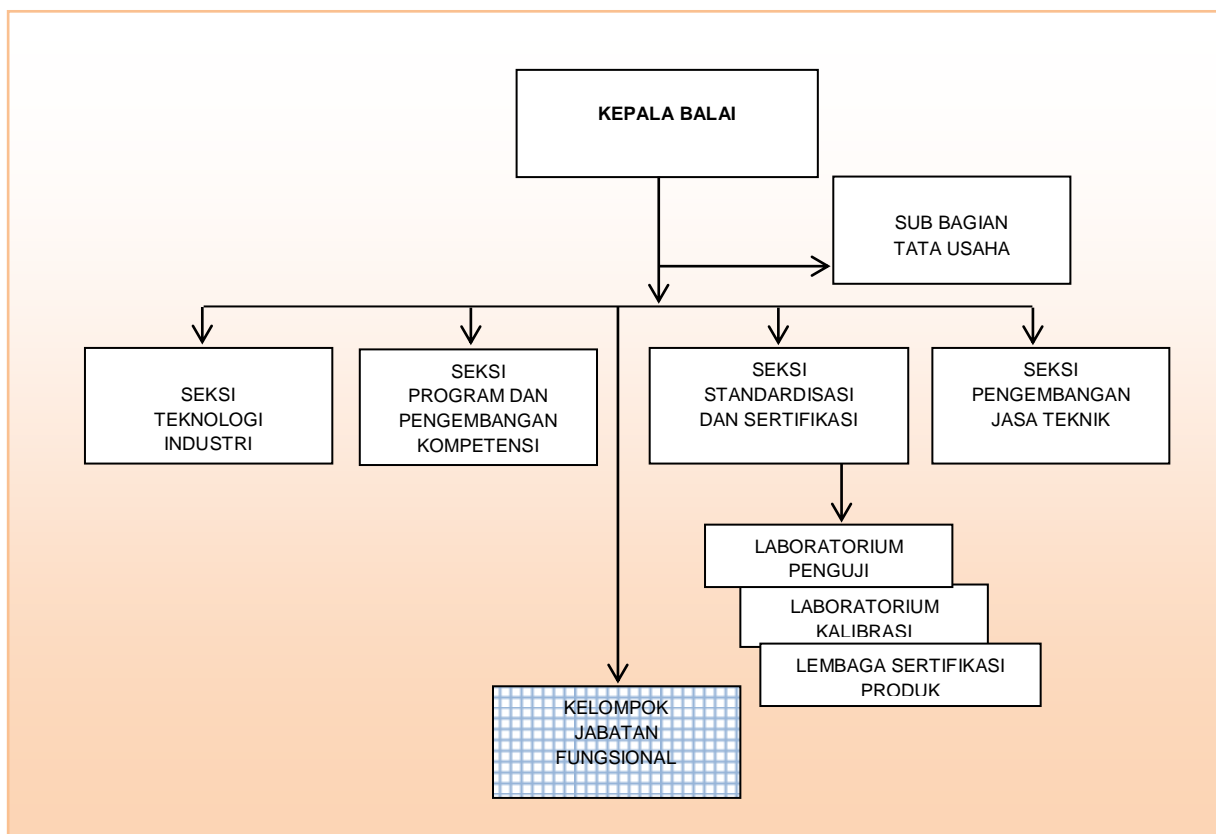 KEPALA BALAI
SUB BAGIAN
TATA USAHA
SEKSI
TEKNOLOGI
INDUSTRI
SEKSI
PROGRAM DAN
PENGEMBANGAN
KOMPETENSI
SEKSI
STANDARDISASI
DAN SERTIFIKASI
SEKSI
PENGEMBANGAN
JASA TEKNIK
LABORATORIUM
PENGUJI
LABORATORIUM
KALIBRASI
LEMBAGA SERTIFIKASI
PRODUK
KELOMPOK
JABATAN
FUNGSIONAL